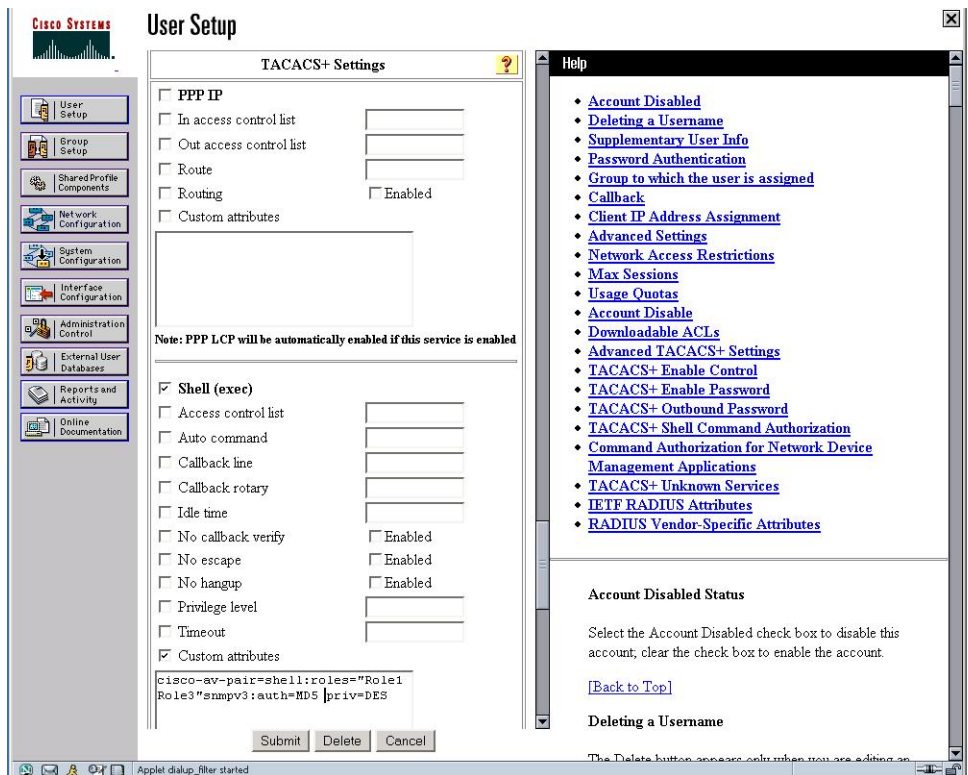 CISCO SYSTEMS
User Setup
User
Setup
Group
Setup
Shared Profile
Components
Network
Configuration
System
Configuration
Interface
Configuration
Administration
Control
External User
Databases
Reports and
Activity
Online
Documentation
TACACS+ Settings
?
PPP IP
In access control list
Out access control list
Route
Routing
Enabled
Custom attributes
Note: PPP LCP will be automatically enabled if this service is enabled
Shell (exec)
Access control list
Auto command
Callback line
Callback rotary
Idle time
No callback verify
Enabled
No escape
Enabled
No hangup
Enabled
Privilege level
Timeout
Custom attributes
cisco-av-pair=shell:roles="Role1
Role3"snmpv3:auth=MD5 priv=DES
Submit
Delete
Cancel
Help
Account Disabled
Deleting a Username
Supplementary User Info
Password Authentication
Group to which the user is assigned
Callback
Client IP Address Assignment
Advanced Settings
Network Access Restrictions
Max Sessions
Usage Quotas
Account Disable
Downloadable ACLs
Advanced TACACS+ Settings
TACACS+ Enable Control
TACACS+ Enable Password
TACACS+ Outbound Password
TACACS+ Shell Command Authorization
Command Authorization for Network Device
Management Applications
TACACS+ Unknown Services
IETF RADIUS Attributes
RADIUS Vendor-Specific Attributes
Account Disabled Status
Select the Account Disabled check box to disable this
account; clear the check box to enable the account.
[Back to Top]
Deleting a Username
The Delete button appears only when you are editing an
Applet dialup_filter started